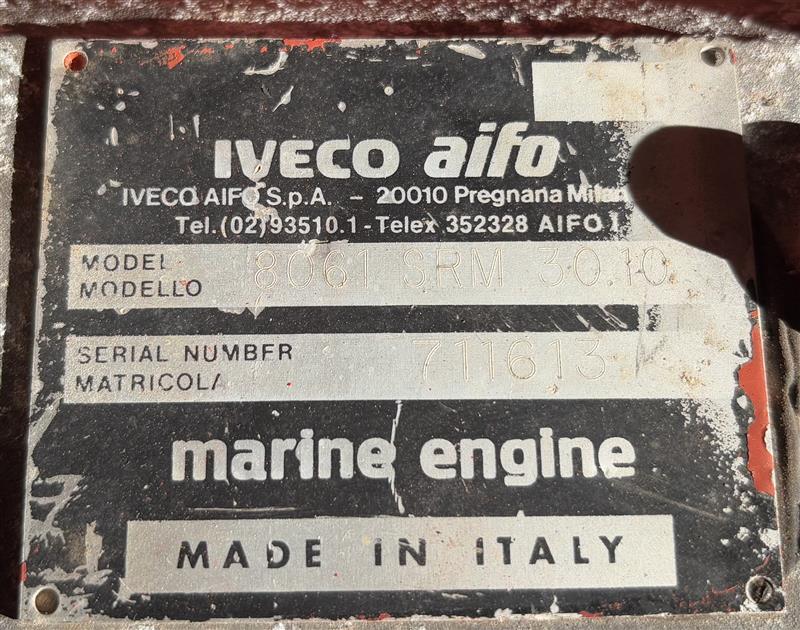 IVECO aifo
IVECO AIFO S.p.A. - 20010 Pregnana Milan
Tel.(02)93510.1 - Telex 352328 AIFO I
MODEL
MODELLO
8061 SRM 30.10
SERIAL NUMBER
MATRICOLA
711613
marine engine
MADE IN ITALY